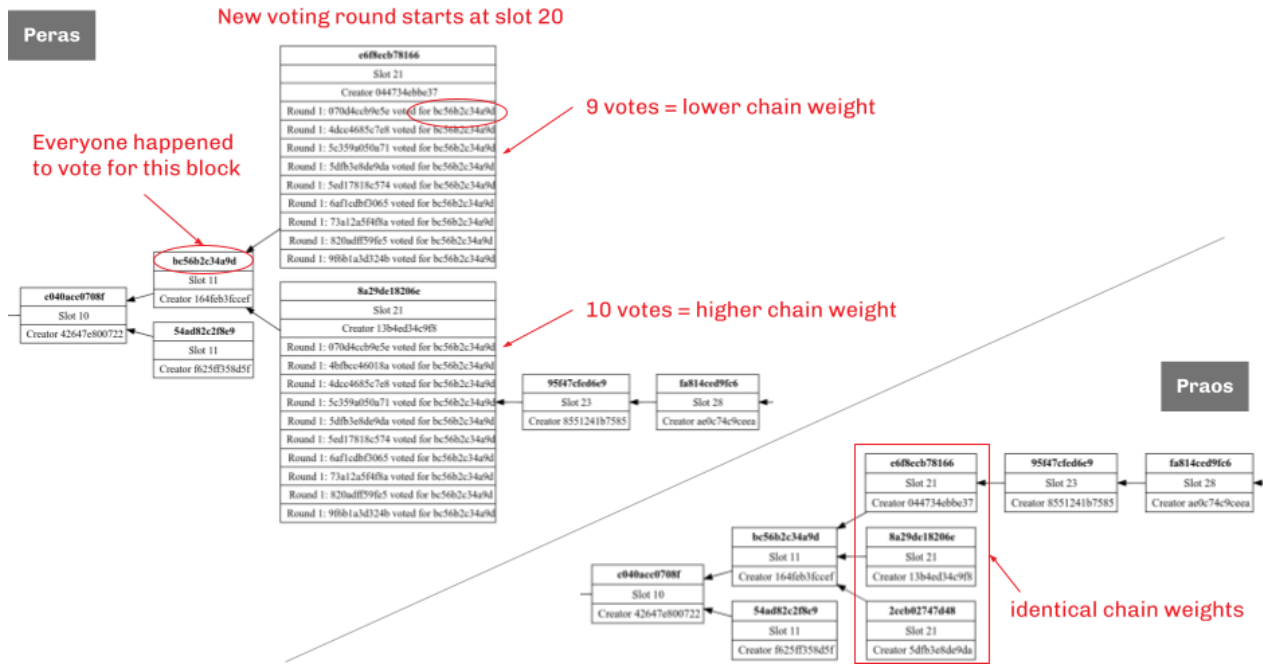 Peras
New voting round starts at slot 20
e6f8ecb78166
Slot 21
Creator 044734ebbe37
Round 1: 070d4ccb9e5e voted for bc56b2c34a9d
Round 1: 4dcc4685c7e8 voted for bc56b2c34a9d
Round 1: 5c359a050a71 voted for bc56b2c34a9d
Round 1: 5dfb3e8de9da voted for bc56b2c34a9d
Round 1: 5ed17818c574 voted for bc56b2c34a9d
Round 1: 6af1cdbf3065 voted for bc56b2c34a9d
Round 1: 73a12a5f4f8a voted for bc56b2c34a9d
Round 1: 820adff59fe5 voted for bc56b2c34a9d
Round 1: 9f6b1a3d324b voted for bc56b2c34a9d
9 votes = lower chain weight
Everyone happened
to vote for this block
bc56b2c34a9d
Slot 11
Creator 164feb3fccef
c040acc0708f
Slot 10
Creator 42647e800722
54ad82c2f8e9
Slot 11
Creator f625ff358d5f
8a29de18206e
Slot 21
Creator 13b4ed34c9f8
Round 1: 070d4ccb9e5e voted for bc56b2c34a9d
Round 1: 4bfbcc46018a voted for bc56b2c34a9d
Round 1: 4dcc4685c7e8 voted for bc56b2c34a9d
Round 1: 5c359a050a71 voted for bc56b2c34a9d
Round 1: 5dfb3e8de9da voted for bc56b2c34a9d
Round 1: 5ed17818c574 voted for bc56b2c34a9d
Round 1: 6af1cdbf3065 voted for bc56b2c34a9d
Round 1: 73a12a5f4f8a voted for bc56b2c34a9d
Round 1: 820adff59fe5 voted for bc56b2c34a9d
Round 1: 9f6b1a3d324b voted for bc56b2c34a9d
10 votes = higher chain weight
95f47cfed6e9
Slot 23
Creator 8551241b7585
fa814ced9fc6
Slot 28
Creator ae0c74c9ceea
Praos
e6f8ecb78166
Slot 21
Creator 044734ebbe37
95f47cfed6e9
Slot 23
Creator 8551241b7585
fa814ced9fc6
Slot 28
Creator ae0c74c9ceea
bc56b2c34a9d
Slot 11
Creator 164feb3fccef
8a29de18206e
Slot 21
Creator 13b4ed34c9f8
c040acc0708f
Slot 10
Creator 42647e800722
54ad82c2f8e9
Slot 11
Creator f625ff358d5f
2ccb02747d48
Slot 21
Creator 5dfb3e8de9da
identical chain weights